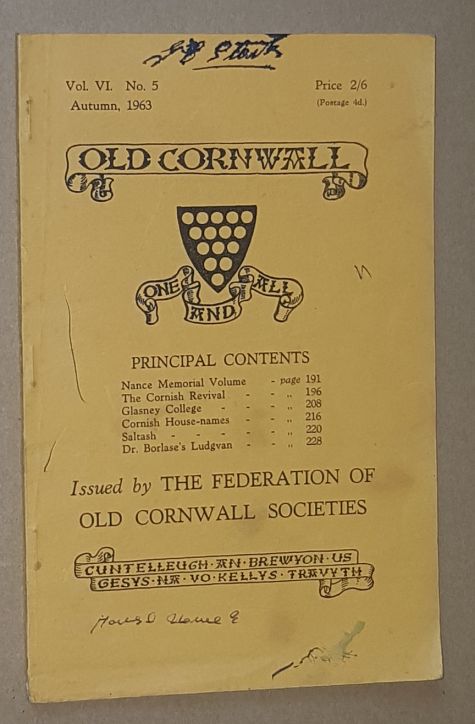 Vol. VI. No. 5
Autumn, 1963
Price 2/6
(Postage 4d.)
OLD CORNWALL
ONE AND ALL
PRINCIPAL CONTENTS
Nance Memorial Volume - page 191
The Cornish Revival - - „ 196
Glasney College - - - „ 208
Cornish House-names - - „ 216
Saltash - - - - - „ 220
Dr. Borlase's Ludgvan - - „ 228
Issued by THE FEDERATION OF
OLD CORNWALL SOCIETIES
CUNTELLEUGH · AN · BREWYON · US
GESYS · NA · VO · KELLYS · TRAVYTH